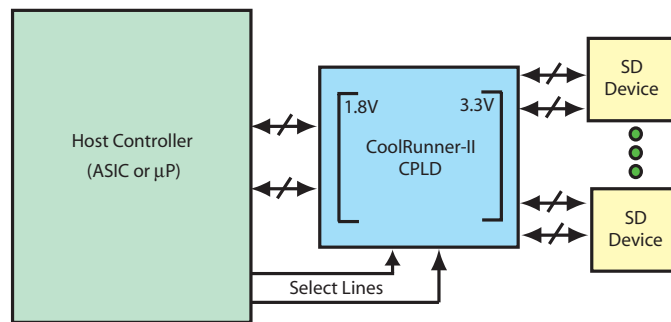 Host Controller
(ASIC or µP)
1.8V
3.3V
CoolRunner-II
CPLD
SD
Device
SD
Device
Select Lines